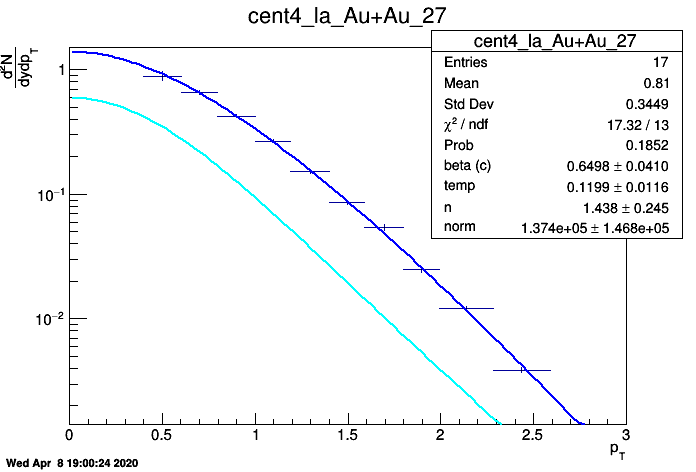 cent4_la_Au+Au_27
cent4_la_Au+Au_27
Entries 17
Mean 0.81
Std Dev 0.3449
χ² / ndf 17.32 / 13
Prob 0.1852
beta (c) 0.6498 ± 0.0410
temp 0.1199 ± 0.0116
n 1.438 ± 0.245
norm 1.374e+05 ± 1.468e+05
d²N
dydp_T
1
10⁻¹
10⁻²
0 0.5 1 1.5 2 2.5 3
p_T
Wed Apr 8 19:00:24 2020